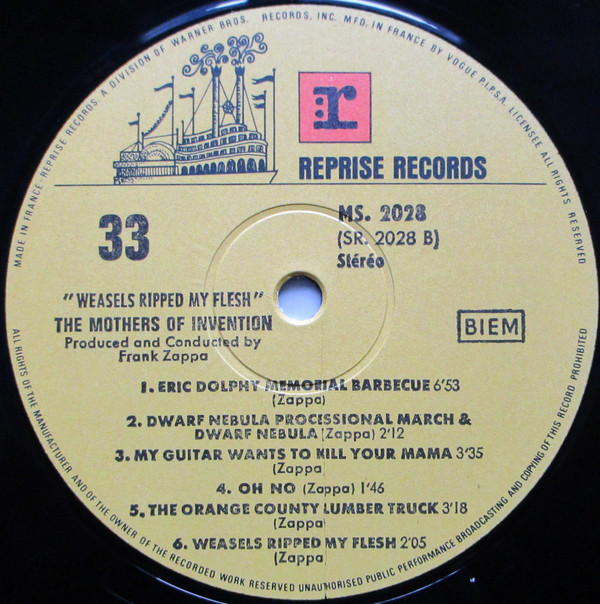 MADE IN FRANCE. REPRISE RECORDS, A DIVISION OF WARNER BROS. RECORDS, INC. MFD. IN FRANCE BY VOGUE P.I.P. S.A. LICENSEE ALL RIGHTS RESERVED
r
REPRISE RECORDS
33
MS. 2028
(SR. 2028 B)
Stéréo
"WEASELS RIPPED MY FLESH"
THE MOTHERS OF INVENTION
Produced and Conducted by
Frank Zappa
BIEM
1. ERIC DOLPHY MEMORIAL BARBECUE 6'53
(Zappa)
2. DWARF NEBULA PROCESSIONAL MARCH &
DWARF NEBULA (Zappa) 2'12
3. MY GUITAR WANTS TO KILL YOUR MAMA 3'35
(Zappa)
4. OH NO (Zappa) 1'46
5. THE ORANGE COUNTY LUMBER TRUCK 3'18
(Zappa)
6. WEASELS RIPPED MY FLESH 2'05
(Zappa)
ALL RIGHTS OF THE MANUFACTURER AND OF THE OWNER OF THE RECORDED WORK RESERVED UNAUTHORISED PUBLIC PERFORMANCE BROADCASTING AND COPYING OF THIS RECORD PROHIBITED